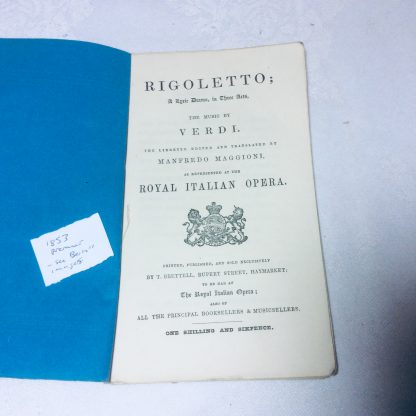 RIGOLETTO;
A Lyric Drama, in Three Acts,
THE MUSIC BY
VERDI.
THE LIBRETTO EDITED AND TRANSLATED BY
MANFREDO MAGGIONI,
AS REPRESENTED AT THE
ROYAL ITALIAN OPERA.
PRINTED, PUBLISHED, AND SOLD EXCLUSIVELY
BY T. BRETTELL, RUPERT STREET, HAYMARKET;
TO BE HAD AT
The Royal Italian Opera;
ALSO OF
ALL THE PRINCIPAL BOOKSELLERS & MUSICSELLERS.
ONE SHILLING AND SIXPENCE.
1853